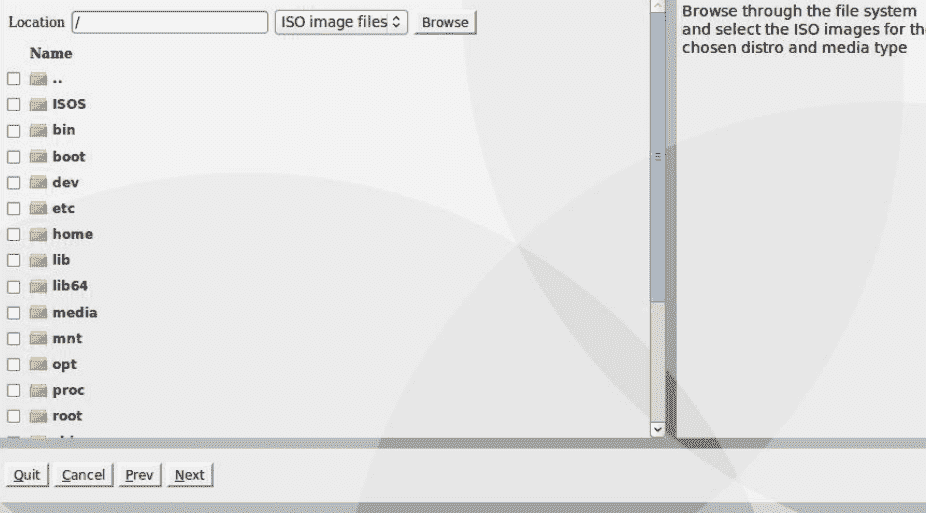 Location / ISO image files Browse
Name
..
ISOS
bin
boot
dev
etc
home
lib
lib64
media
mnt
opt
proc
root
Quit Cancel Prev Next
Browse through the file system
and select the ISO images for th
chosen distro and media type